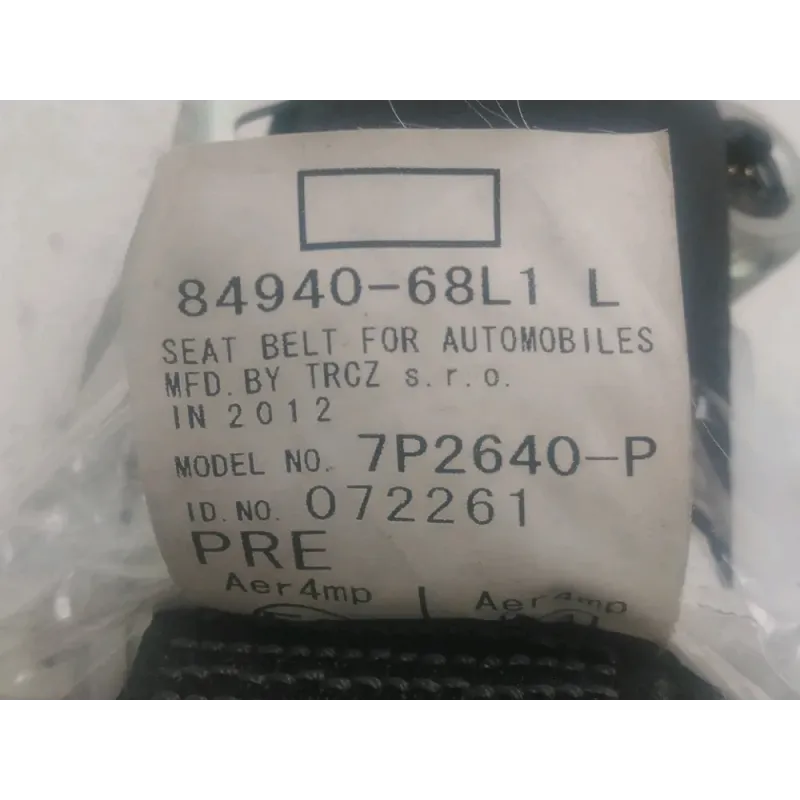 84940-68L1 L
SEAT BELT FOR AUTOMOBILES
MFD. BY TRCZ s.r.o.
IN 2012
MODEL NO. 7P2640-P
ID. NO. 072261
PRE
Aer4mp | Aer4mp